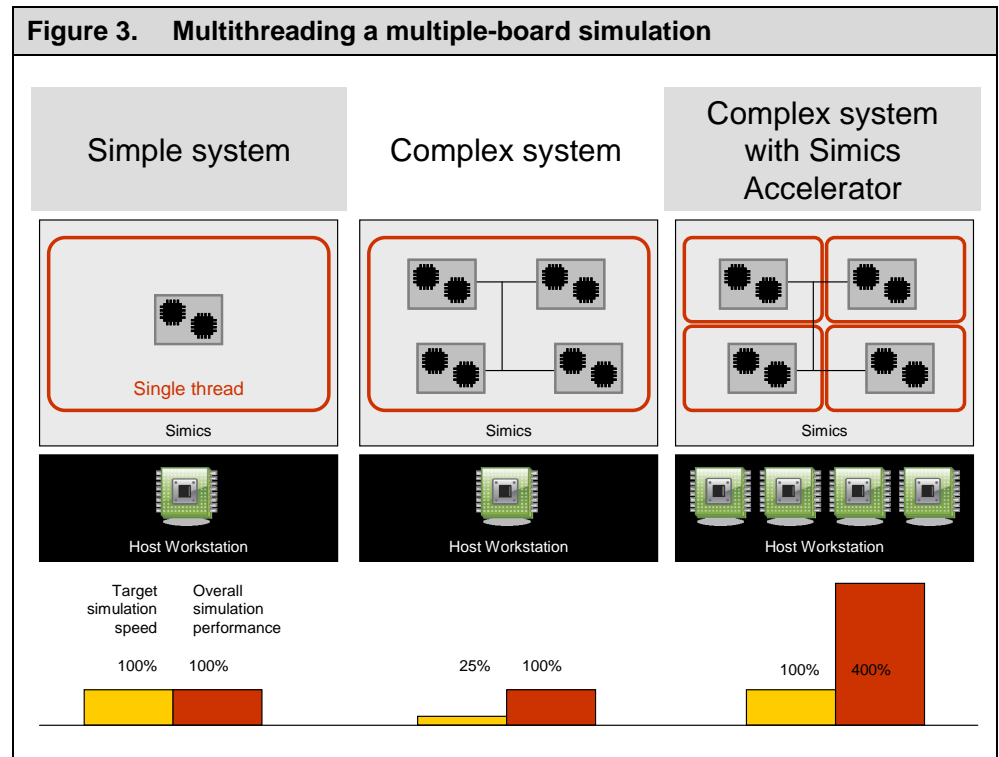 Figure 3. Multithreading a multiple-board simulation
Simple system
Complex system
Complex system
with Simics
Accelerator
Single thread
Simics
Simics
Simics
Host Workstation
Host Workstation
Host Workstation
Target
simulation
speed
Overall
simulation
performance
100%
100%
25%
100%
100%
400%